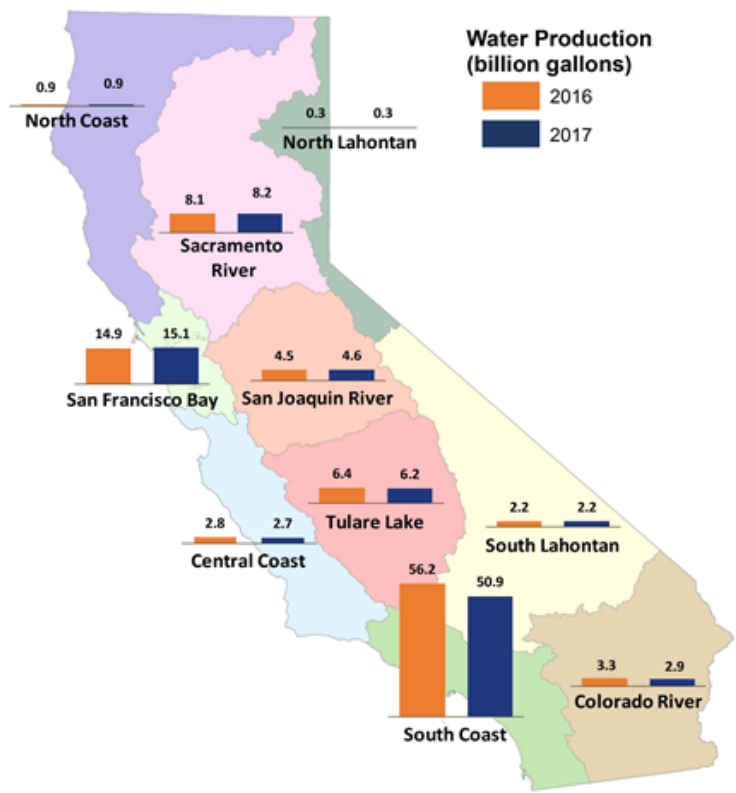 Water Production
(billion gallons)
2016
2017
0.9 0.9
North Coast
0.3 0.3
North Lahontan
8.1 8.2
Sacramento
River
14.9 15.1
San Francisco Bay
4.5 4.6
San Joaquin River
6.4 6.2
Tulare Lake
2.8 2.7
Central Coast
2.2 2.2
South Lahontan
56.2 50.9
South Coast
3.3 2.9
Colorado River